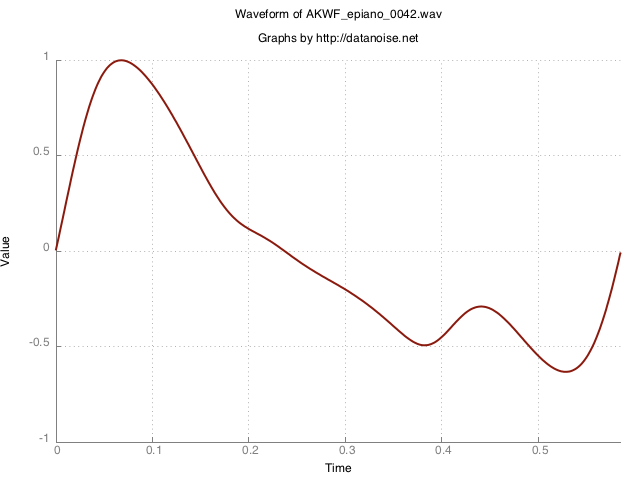 Waveform of AKWF_epiano_0042.wav
Graphs by http://datanoise.net
1
0.5
0
-0.5
-1
Value
0 0.1 0.2 0.3 0.4 0.5
Time